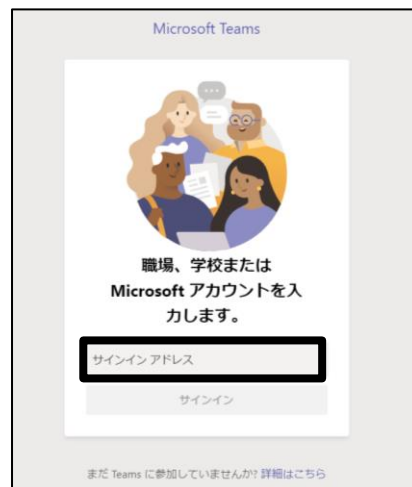 Microsoft Teams
職場、学校または
Microsoft アカウントを入
力します。
サインイン アドレス
サインイン
まだ Teams に参加していませんか? 詳細はこちら